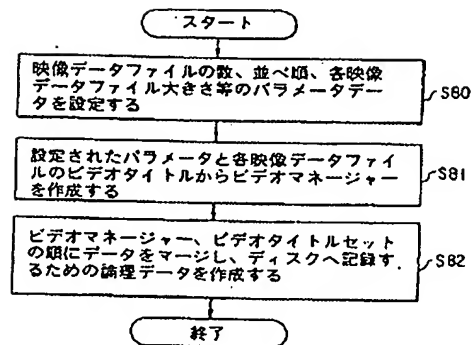 スタート
映像データファイルの数、並べ順、各映像
データファイル大きさ等のパラメータデー
タを設定する
S80
設定されたパラメータと各映像データファイ
ルのビデオタイトルからビデオマネージャー
を作成する
S81
ビデオマネージャー、ビデオタイトルセット
の順にデータをマージし、ディスクへ記録す
るための論理データを作成する
S82
終了